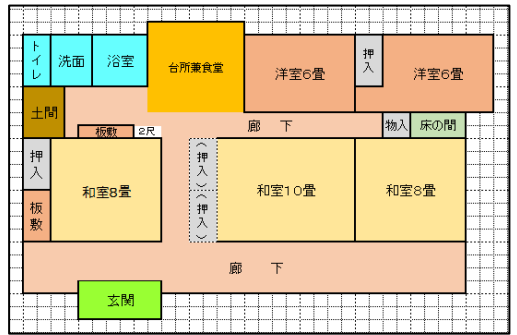 トイレ
洗面
浴室
台所兼食堂
洋室6畳
押入
洋室6畳
土間
板敷
2尺
廊 下
物入
床の間
押入
和室8畳
(押入)
(押入)
和室10畳
和室8畳
板敷
廊 下
玄関